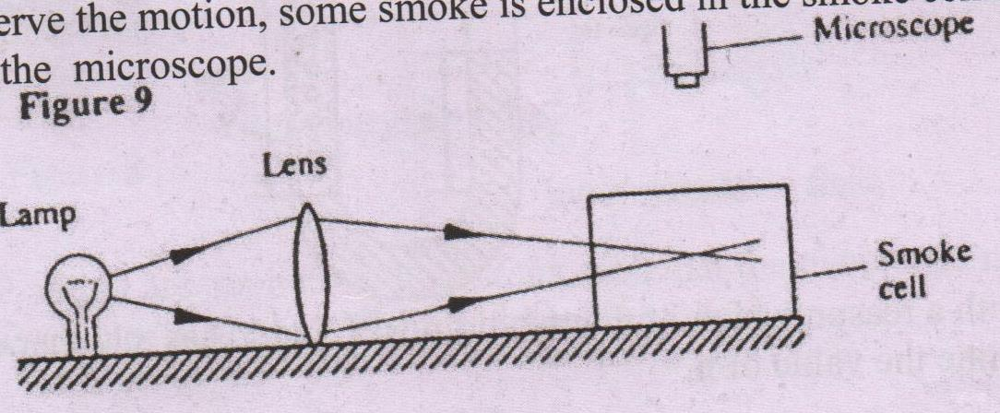 erve the motion, some smoke is enclosed in the smoke
the microscope.
Microscope
Figure 9
Lens
Lamp
Smoke
cell